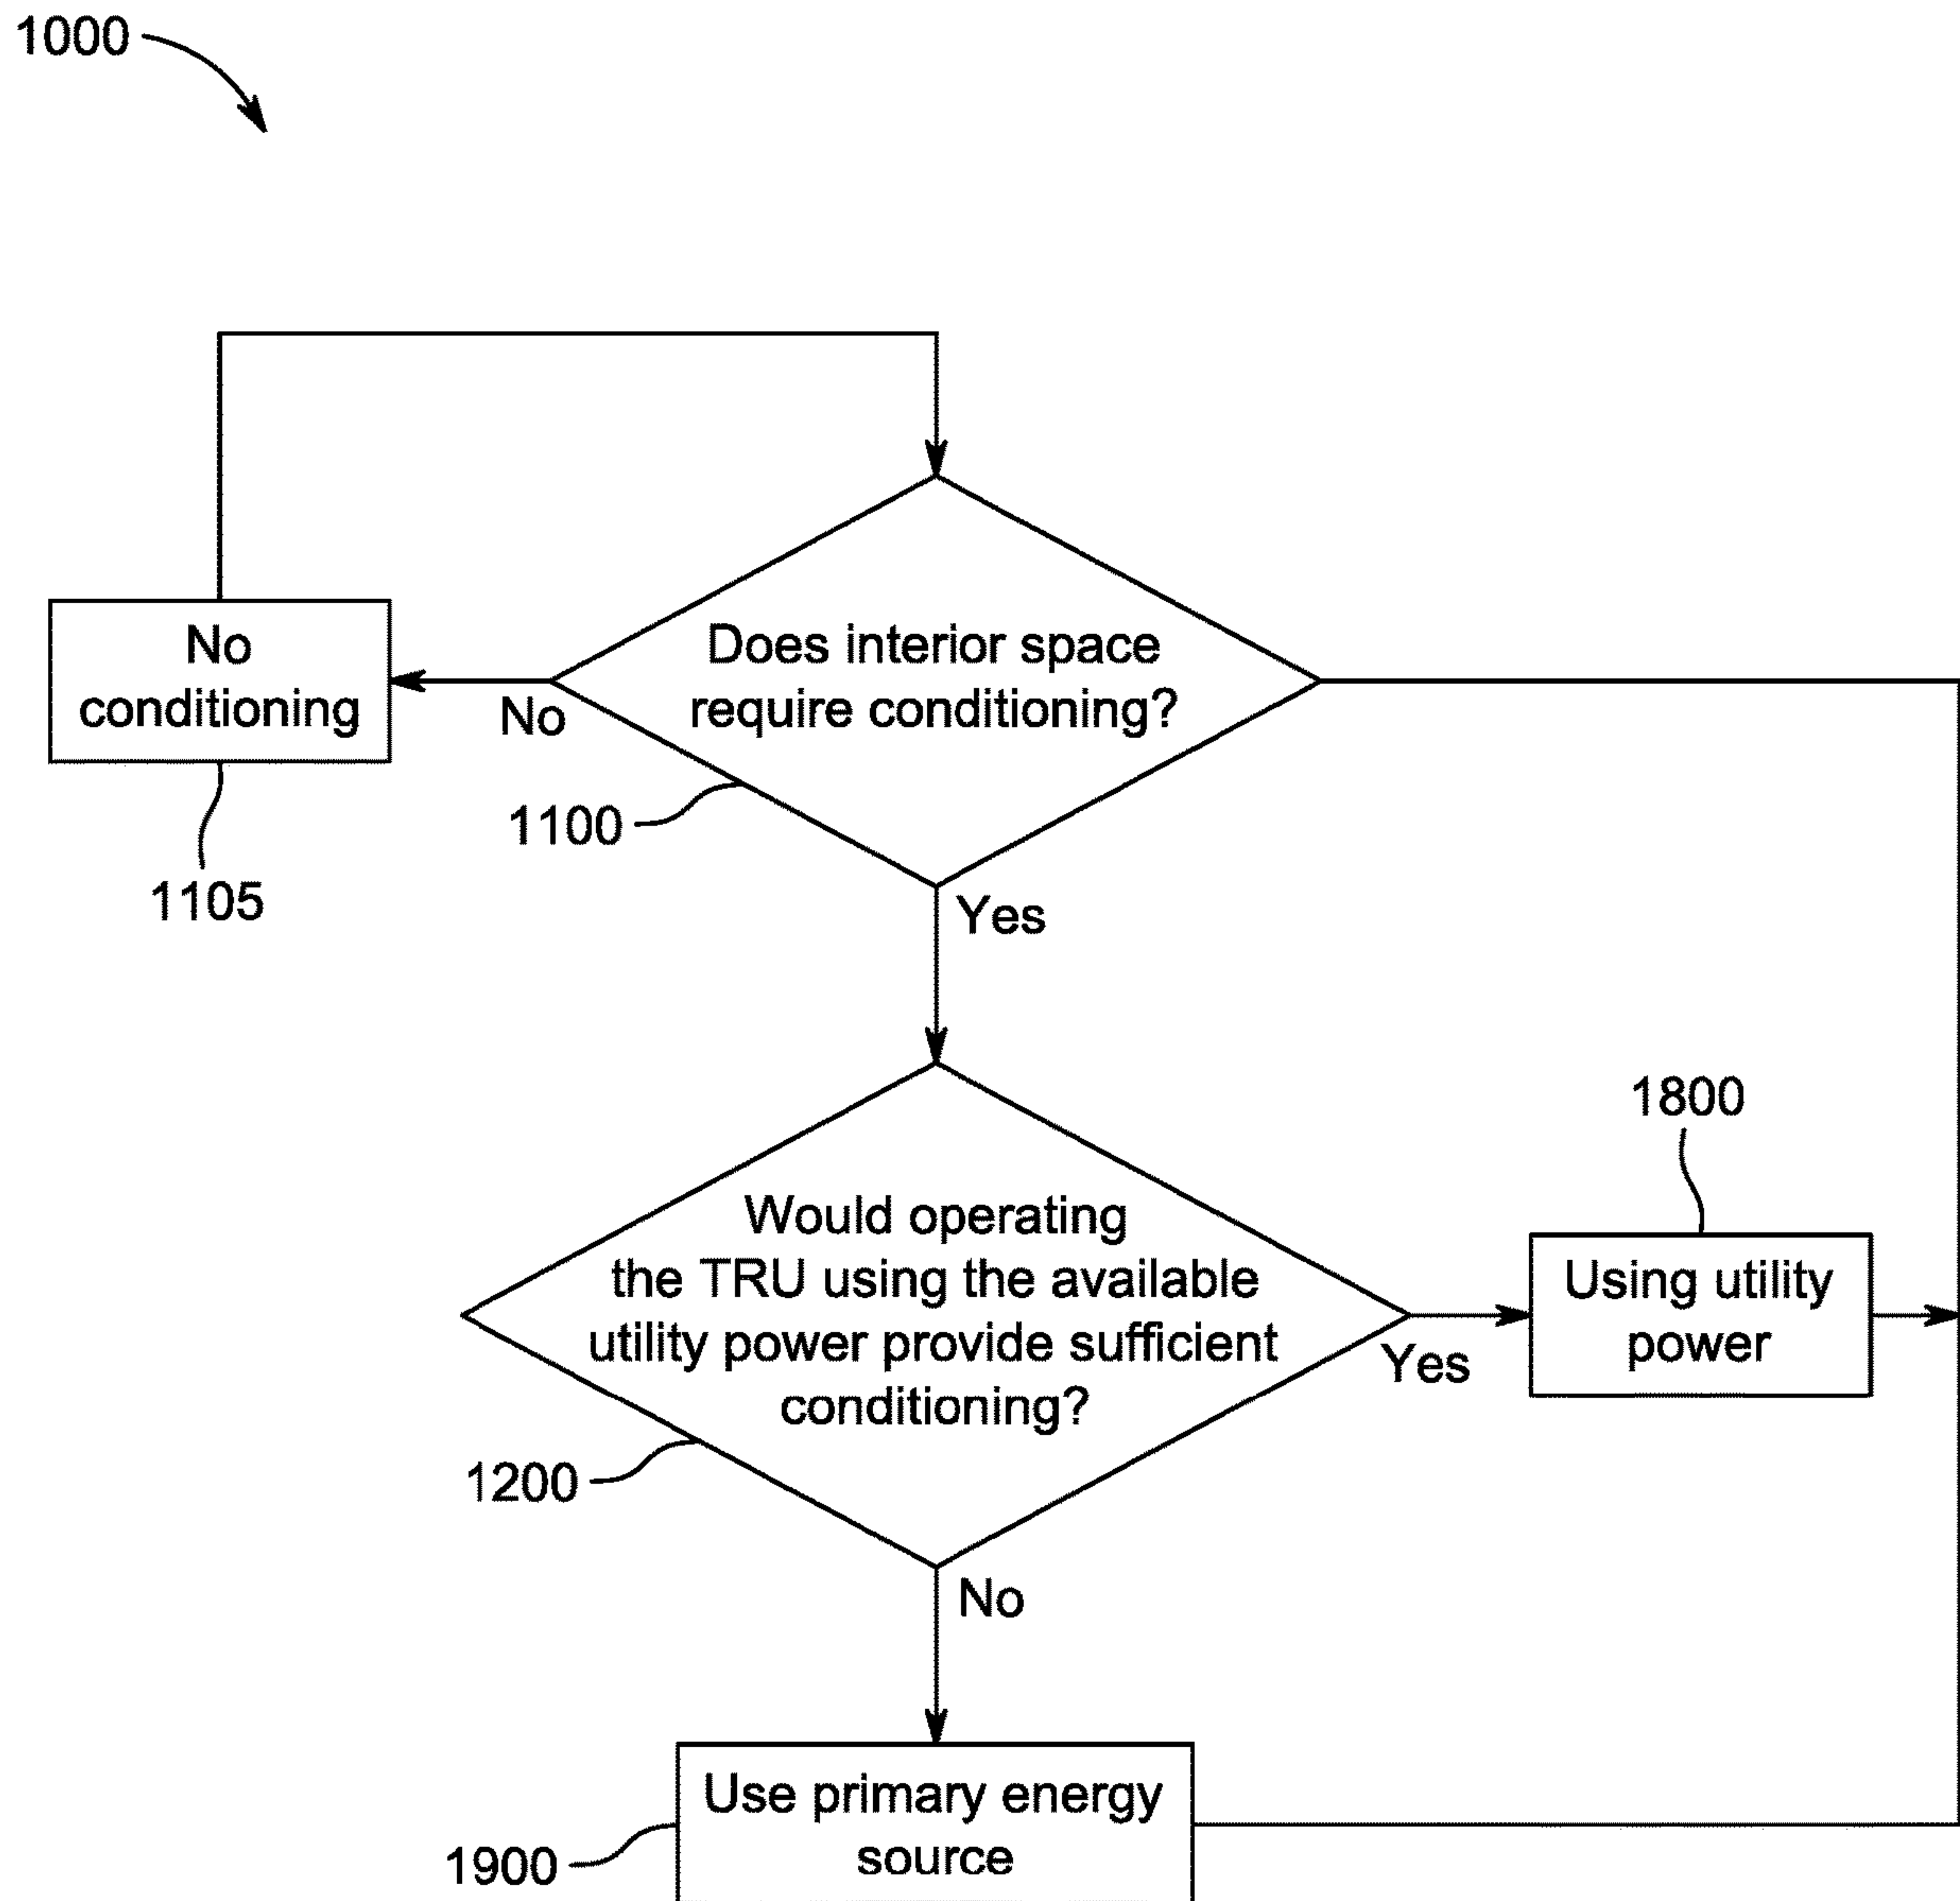 1000
Does interior space
require conditioning?
No
conditioning
No
1100
1105
Yes
1800
Would operating
the TRU using the available
utility power provide sufficient
conditioning?
Using utility
power
Yes
1200
No
Use primary energy
source
1900